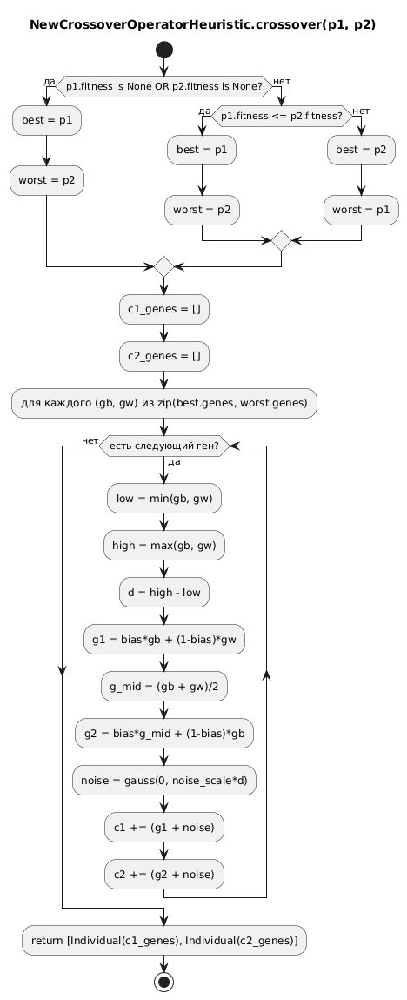 NewCrossoverOperatorHeuristic.crossover(p1, p2)
да
p1.fitness is None OR p2.fitness is None?
нет
best = p1
worst = p2
да
p1.fitness <= p2.fitness?
нет
best = p1
worst = p2
best = p2
worst = p1
c1_genes = []
c2_genes = []
для каждого (gb, gw) из zip(best.genes, worst.genes)
нет
есть следующий ген?
да
low = min(gb, gw)
high = max(gb, gw)
d = high - low
g1 = bias*gb + (1-bias)*gw
g_mid = (gb + gw)/2
g2 = bias*g_mid + (1-bias)*gb
noise = gauss(0, noise_scale*d)
c1 += (g1 + noise)
c2 += (g2 + noise)
return [Individual(c1_genes), Individual(c2_genes)]